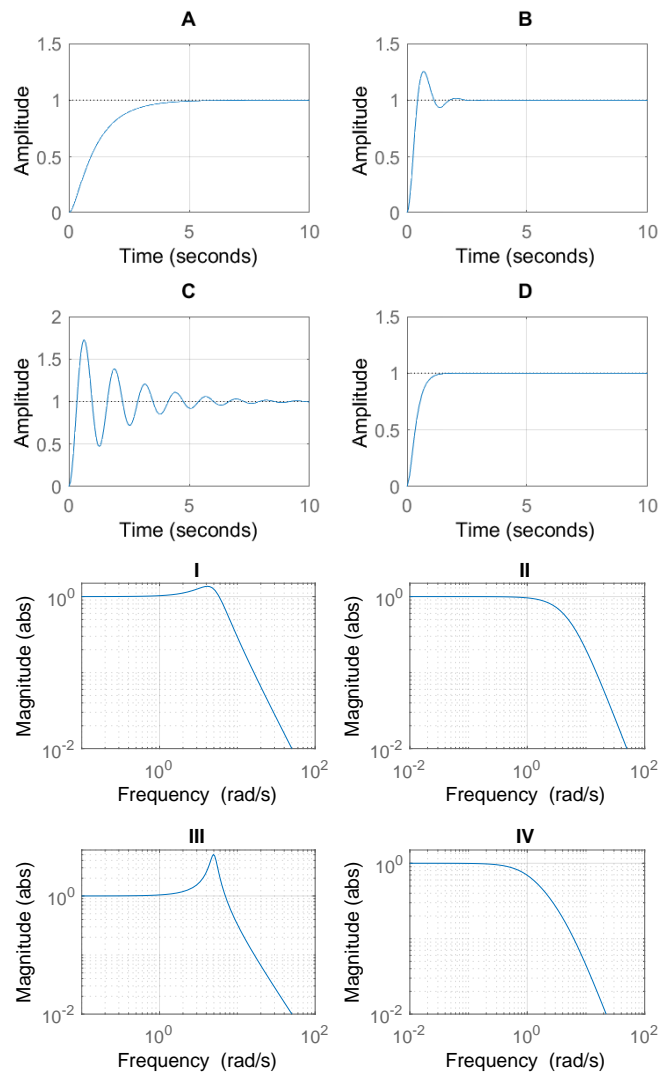 A
B
1.5
1
0.5
0
Amplitude
0
5
10
Time (seconds)
1.5
1
0.5
0
Amplitude
0
5
10
Time (seconds)
C
D
2
1.5
1
0.5
0
Amplitude
0
5
10
Time (seconds)
1.5
1
0.5
0
Amplitude
0
5
10
Time (seconds)
I
II
10^0
10^-2
Magnitude (abs)
10^0
10^2
Frequency (rad/s)
10^0
10^-2
Magnitude (abs)
10^-2
10^0
10^2
Frequency (rad/s)
III
IV
10^0
10^-2
Magnitude (abs)
10^0
10^2
Frequency (rad/s)
10^0
10^-2
Magnitude (abs)
10^-2
10^0
10^2
Frequency (rad/s)